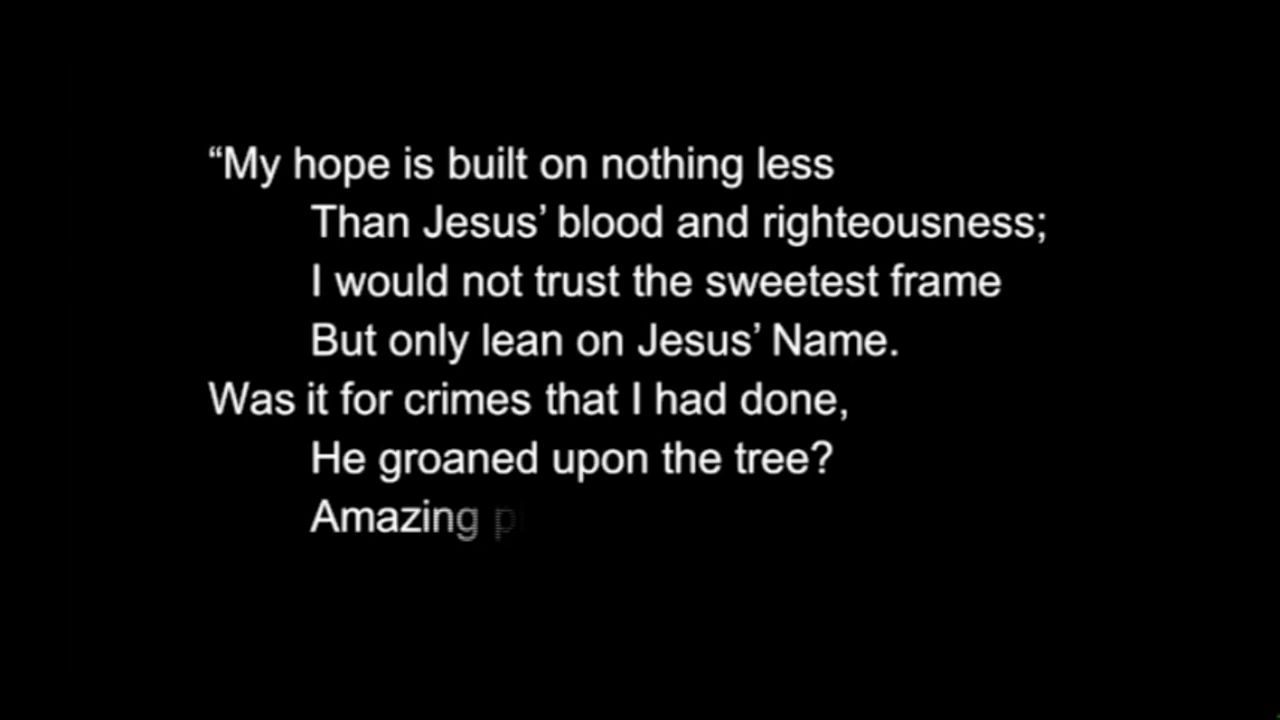 “My hope is built on nothing less
Than Jesus’ blood and righteousness;
I would not trust the sweetest frame
But only lean on Jesus’ Name.
Was it for crimes that I had done,
He groaned upon the tree?
Amazing